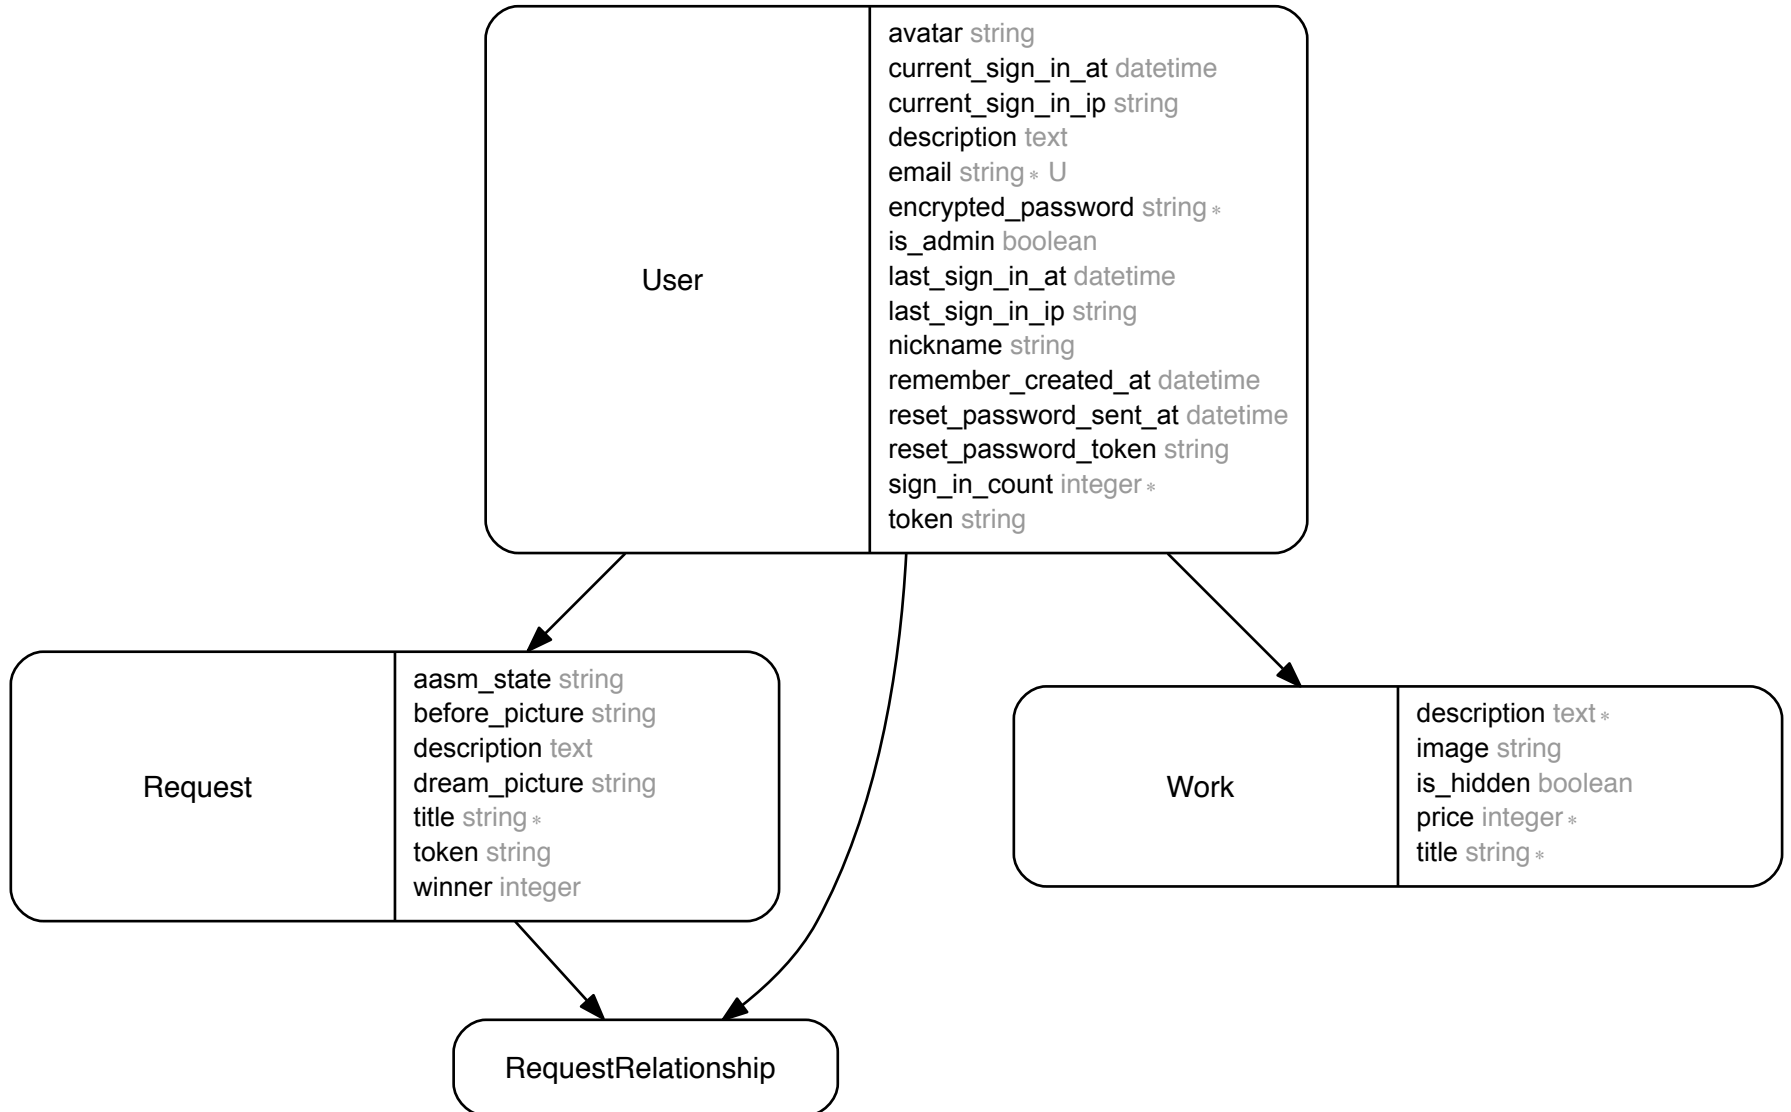 User
avatar string
current_sign_in_at datetime
current_sign_in_ip string
description text
email string ∗ U
encrypted_password string ∗
is_admin boolean
last_sign_in_at datetime
last_sign_in_ip string
nickname string
remember_created_at datetime
reset_password_sent_at datetime
reset_password_token string
sign_in_count integer ∗
token string
Request
aasm_state string
before_picture string
description text
dream_picture string
title string ∗
token string
winner integer
Work
description text ∗
image string
is_hidden boolean
price integer ∗
title string ∗
RequestRelationship